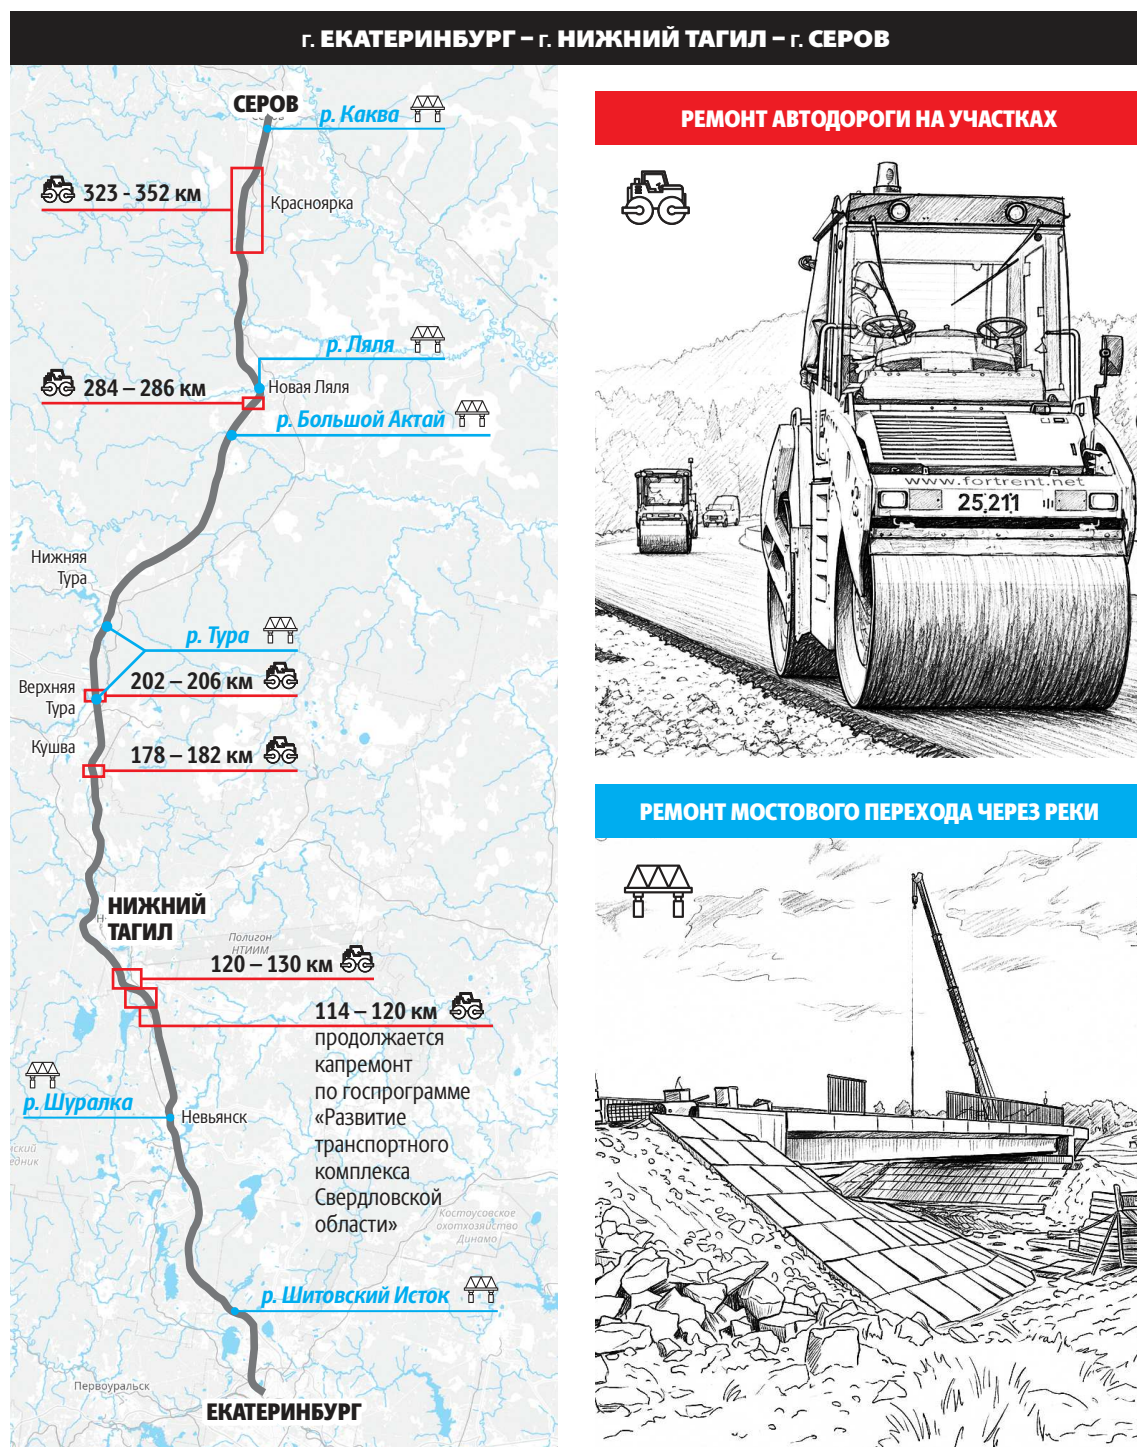 г. ЕКАТЕРИНБУРГ – г. НИЖНИЙ ТАГИЛ – г. СЕРОВ
СЕРОВ
р. Каква
323 - 352 км
Красноярка
р. Ляля
284 – 286 км
Новая Ляля
р. Большой Актай
Нижняя
Тура
р. Тура
202 – 206 км
Верхняя
Тура
Кушва
178 – 182 км
НИЖНИЙ
ТАГИЛ
Полигон
НТИИМ
120 – 130 км
114 – 120 км
продолжается
капремонт
по госпрограмме
«Развитие
транспортного
комплекса
Свердловской
области»
р. Шуралка
Невьянск
Костоусовское
охотхозяйство
Динамо
р. Шитовский Исток
Первоуральск
ЕКАТЕРИНБУРГ
РЕМОНТ АВТОДОРОГИ НА УЧАСТКАХ
www.fortrent.net
25.211
РЕМОНТ МОСТОВОГО ПЕРЕХОДА ЧЕРЕЗ РЕКИ